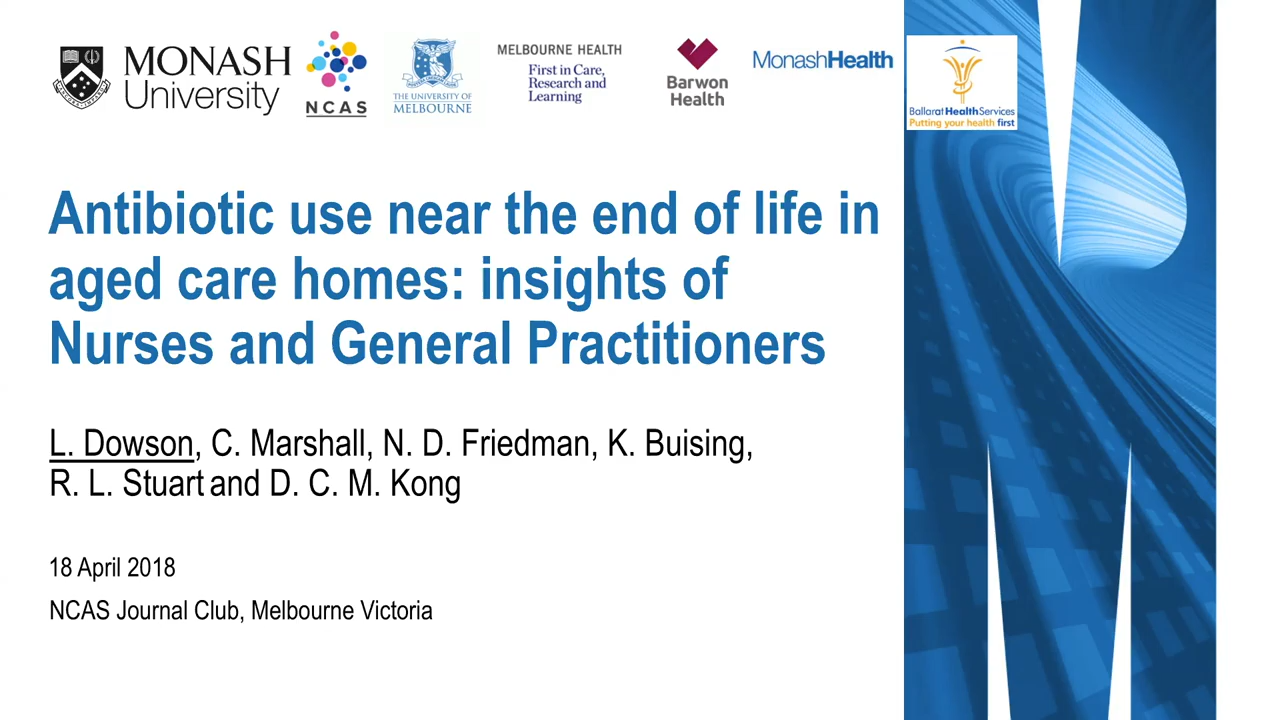 MONASH
University
NCAS
THE UNIVERSITY OF
MELBOURNE
MELBOURNE HEALTH
First in Care,
Research and
Learning
Barwon
Health
MonashHealth
Ballarat HealthServices
Putting your health first
Antibiotic use near the end of life in
aged care homes: insights of
Nurses and General Practitioners
L. Dowson, C. Marshall, N. D. Friedman, K. Buising,
R. L. Stuart and D. C. M. Kong
18 April 2018
NCAS Journal Club, Melbourne Victoria